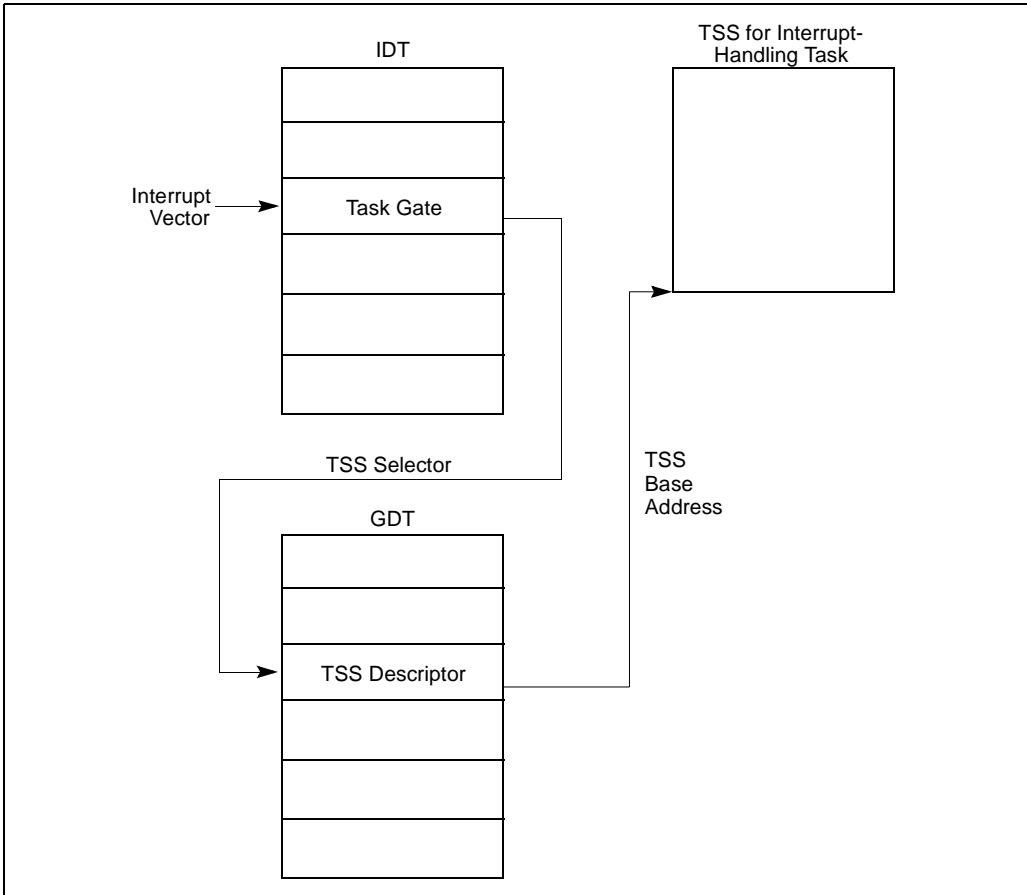 TSS for Interrupt-
Handling Task
IDT
Interrupt
Vector
Task Gate
TSS Selector
TSS
Base
Address
GDT
TSS Descriptor